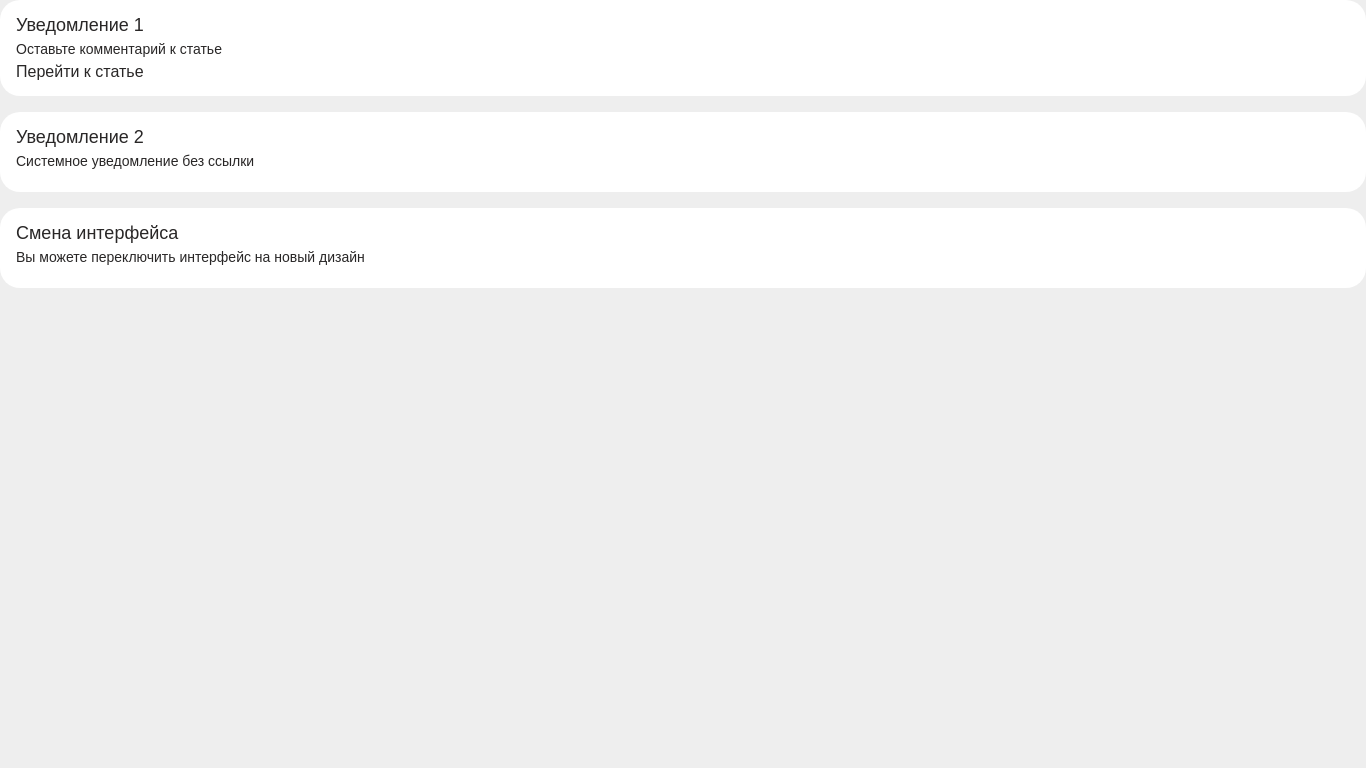 Уведомление 1
Оставьте комментарий к статье
Перейти к статье
Уведомление 2
Системное уведомление без ссылки
Смена интерфейса
Вы можете переключить интерфейс на новый дизайн